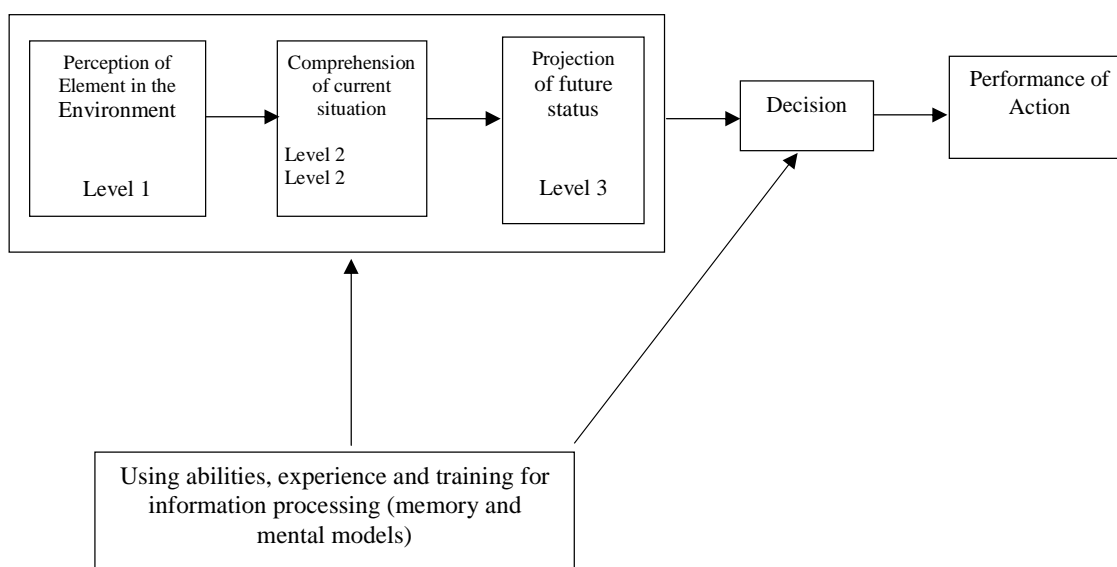 Perception of
Element in the
Environment
Level 1
Comprehension
of current
situation
Level 2
Level 2
Projection
of future
status
Level 3
Decision
Performance of
Action
Using abilities, experience and training for
information processing (memory and
mental models)